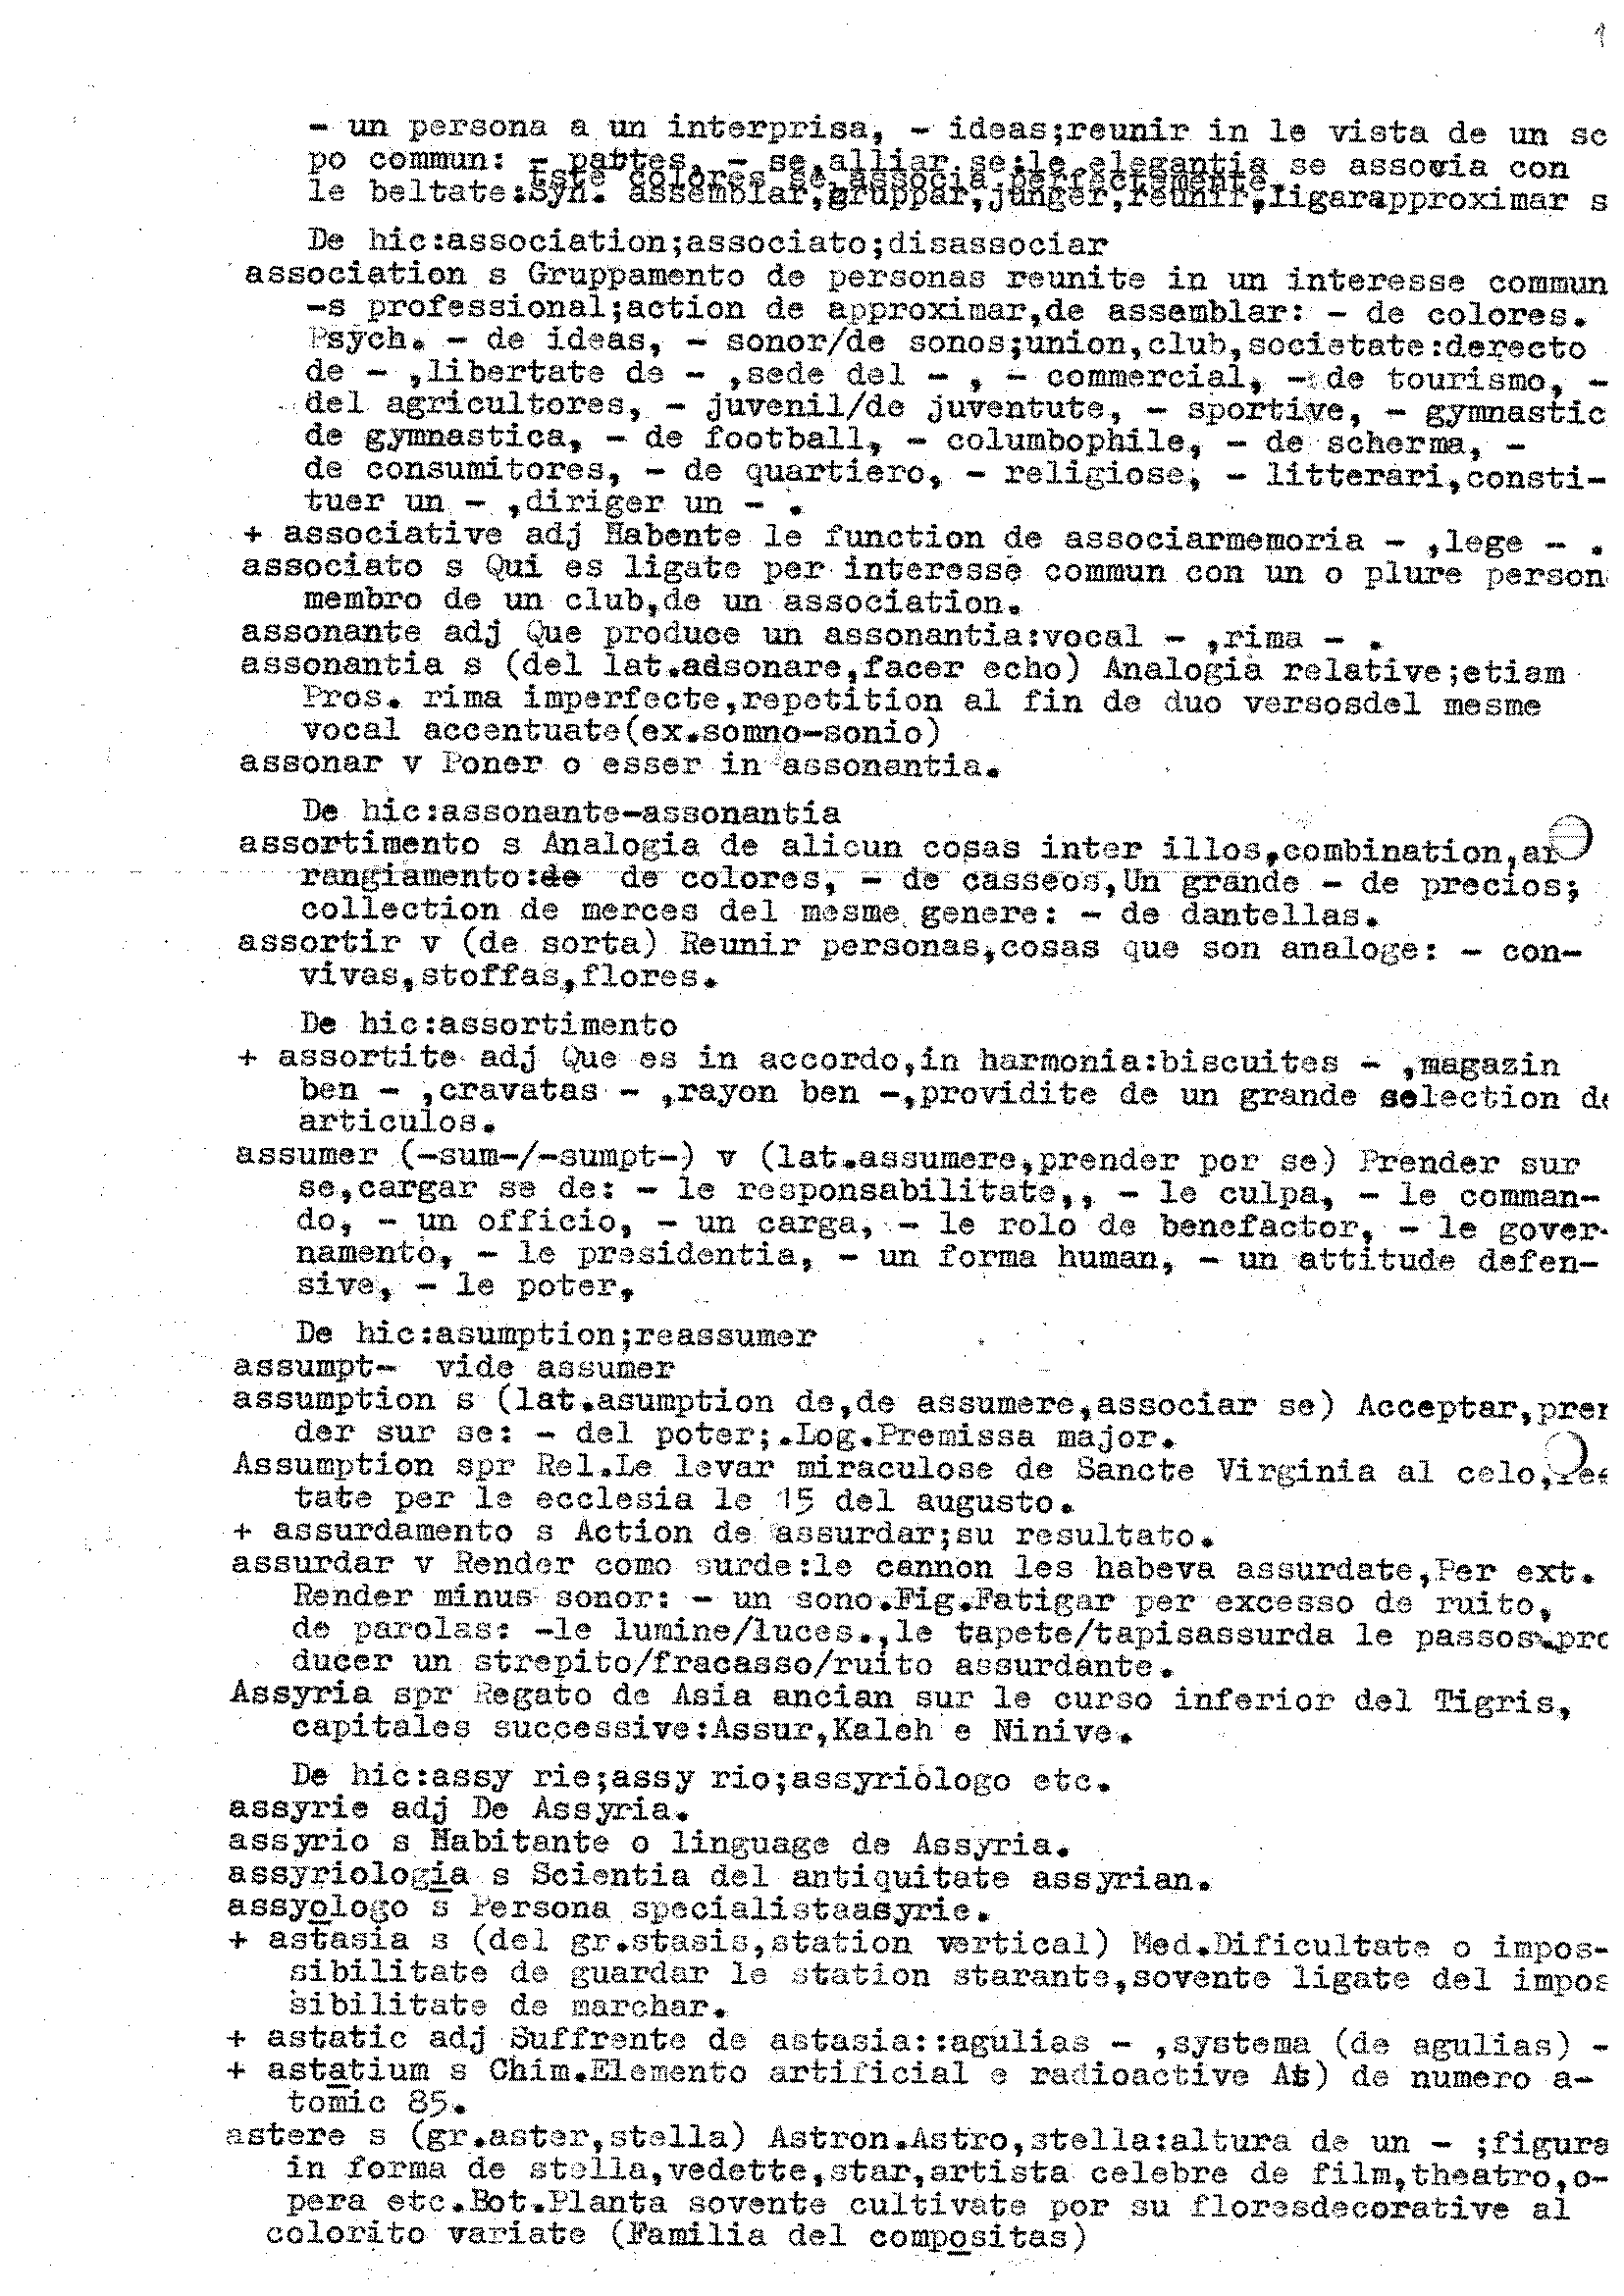 1
- un persona a un interprisa, - ideas;reunir in le vista de un sc
po commun: - partes, - se,alliar se:le elegantia se associa con
Iste colores se associa perfectemente.
le beltate:Syn. assemblar,gruppar,junger,reunir,ligarapproximar s
De hic:association;associato;disassociar
association s Gruppamento de personas reunite in un interesse commun
-s professional;action de approximar,de assemblar: - de colores.
Psych. - de ideas, - sonor/de sonos;union,club,societate:derecto
de - ,libertate de - ,sede del - , - commercial, - de tourismo, -
del agricultores, - juvenil/de juventute, - sportive, - gymnastic
de gymnastica, - de football, - columbophile, - de scherma, -
de consumitores, - de quartiero, - religiose, - litterari,consti-
tuer un - ,diriger un - .
+ associative adj Habente le function de associarmemoria - ,lege - .
associato s Qui es ligate per interesse commun con un o plure person
membro de un club,de un association.
assonante adj Que produce un assonantia:vocal - ,rima - .
assonantia s (del lat.adsonare,facer echo) Analogia relative;etiam
Pros. rima imperfecte,repetition al fin de duo versosdel mesme
vocal accentuate(ex.somno-sonio)
assonar v Poner o esser in assonantia.
De hic:assonante-assonantia
assortimento s Analogia de alicun cosas inter illos,combination,ar
rangiamento:de de colores, - de casseos,Un grande - de precios;
collection de merces del mesme genere: - de dantellas.
assortir v (de sorta) Reunir personas,cosas que son analoge: - con-
vivas,stoffas,flores.
De hic:assortimento
+ assortite adj Que es in accordo,in harmonia:biscuites - ,magazin
ben - ,cravatas - ,rayon ben -,providite de un grande selection de
articulos.
assumer (-sum-/-sumpt-) v (lat.assumere,prender por se) Prender sur
se,cargar se de: - le responsabilitate,, - le culpa, - le comman-
do, - un officio, - un carga, - le rolo de benefactor, - le gover-
namento, - le presidentia, - un forma human, - un attitude defen-
sive, - le poter,
De hic:asumption;reassumer
assumpt- vide assumer
assumption s (lat.asumption de,de assumere,associar se) Acceptar,pren
der sur se: - del poter;.Log.Premissa major.
Assumption spr Rel.Le levar miraculose de Sancte Virginia al celo,fes
tate per le ecclesia le 15 del augusto.
+ assurdamento s Action de assurdar;su resultato.
assurdar v Render como surde:le cannon les habeva assurdate,Per ext.
Render minus sonor: - un sono.Fig.Fatigar per excesso de ruito,
de parolas: -le lumine/luces.,le tapete/tapisassurda le passos.pro
ducer un strepito/fracasso/ruito assurdante.
Assyria spr Regato de Asia ancian sur le curso inferior del Tigris,
capitales successive:Assur,Kaleh e Ninive.
De hic:assy rie;assy rio;assyriologo etc.
assyrie adj De Assyria.
assyrio s Habitante o linguage de Assyria.
assyriologia s Scientia del antiquitate assyrian.
assyologo s Persona specialistaasyrie.
+ astasia s (del gr.stasis,station vertical) Med.Dificultate o impos-
sibilitate de guardar le station starante,sovente ligate del impos
sibilitate de marchar.
+ astatic adj Suffrente de astasia::agulias - ,systema (de agulias) -
+ astatium s Chim.Elemento artificial e radioactive At) de numero a-
tomic 85.
astere s (gr.aster,stella) Astron.Astro,stella:altura de un - ;figura
in forma de stella,vedette,star,artista celebre de film,theatro,o-
pera etc.Bot.Planta sovente cultivate por su floresdecorative al
colorito variate (Familia del compositas)